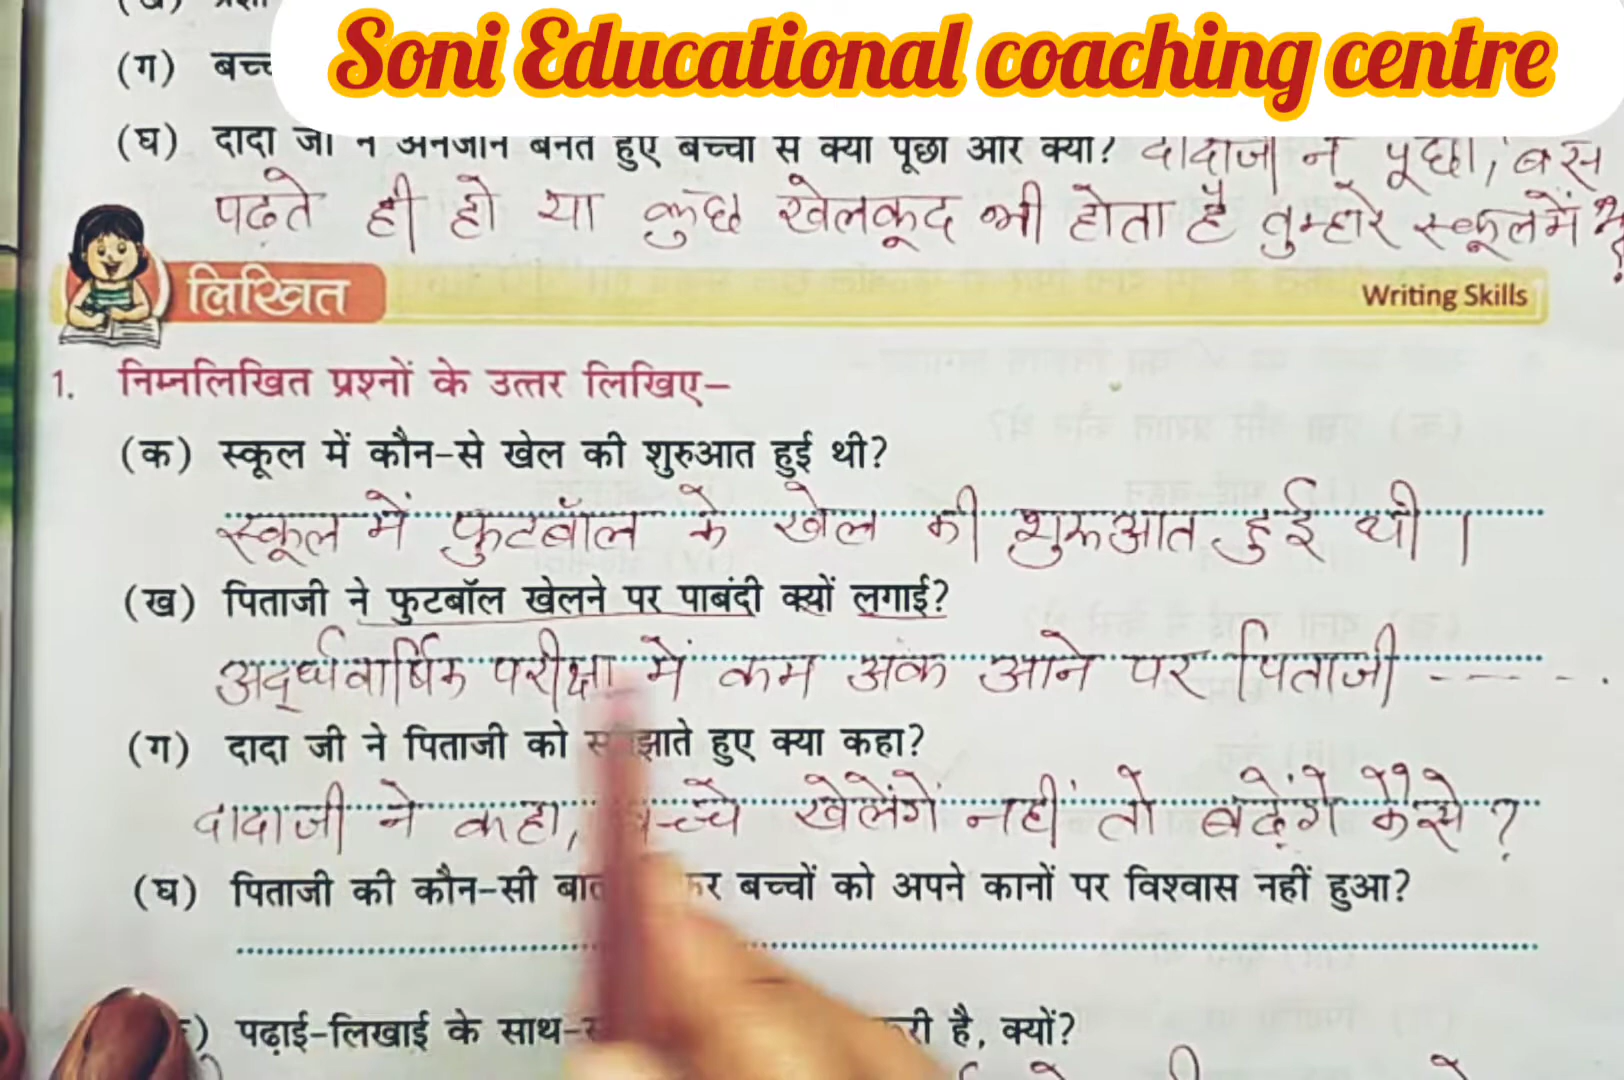 Soni Educational coaching centre
(ग)
(घ) दादा जी ने अनजान बनते हुए बच्चों से क्या पूछा और क्या? दादाजी ने पूछा, बस
पढ़ते ही हो या कुछ खेलकूद भी होता है तुम्हारे स्कूल में
लिखित Writing Skills
1. निम्नलिखित प्रश्नों के उत्तर लिखिए–
(क) स्कूल में कौन-से खेल की शुरुआत हुई थी?
स्कूल में फुटबॉल के खेल की शुरुआत हुई थी ।
(ख) पिताजी ने फुटबॉल खेलने पर पाबंदी क्यों लगाई?
अर्द्धवार्षिक परीक्षा में कम अंक आने पर पिताजी -----.
(ग) दादा जी ने पिताजी को समझाते हुए क्या कहा?
दादाजी ने कहा, बच्चे खेलेंगें नहीं तो बढ़ेंगे कैसे ?
(घ) पिताजी की कौन-सी बात बच्चों को अपने कानों पर विश्वास नहीं हुआ?
पढ़ाई-लिखाई के है, क्यों?